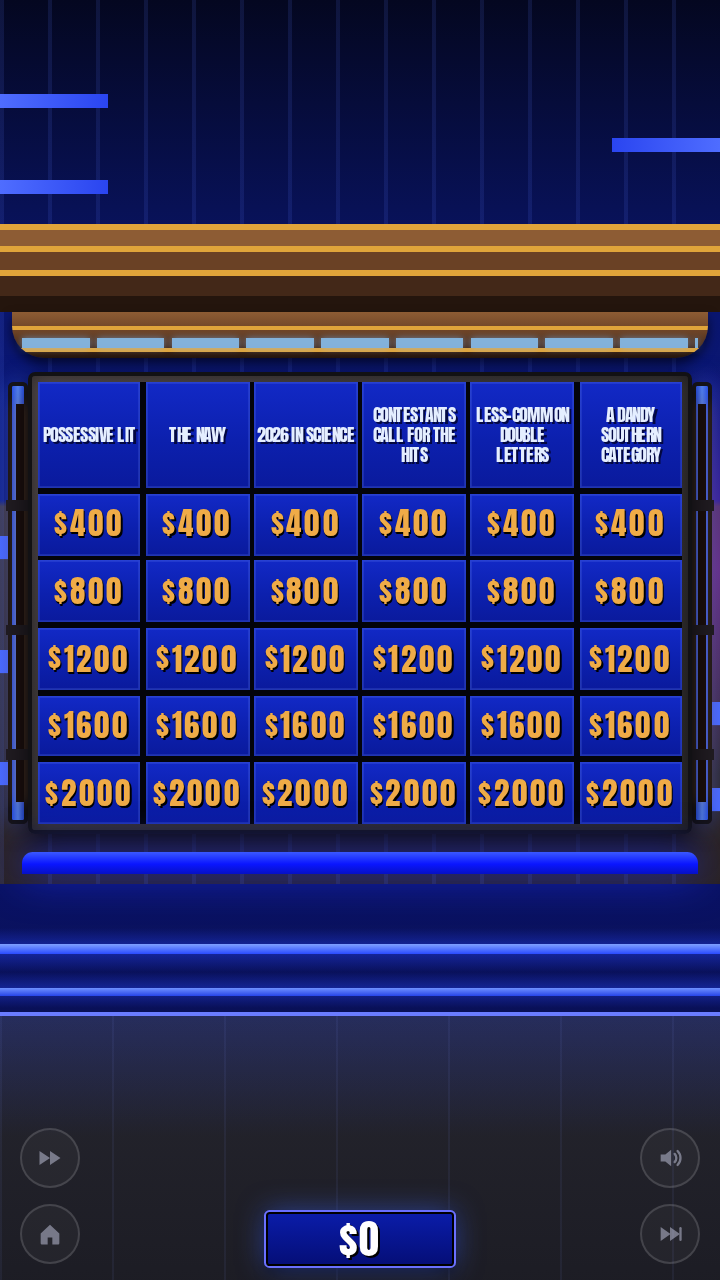 POSSESSIVE LIT
THE NAVY
2026 IN SCIENCE
CONTESTANTS
CALL FOR THE
HITS
LESS-COMMON
DOUBLE
LETTERS
A DANDY
SOUTHERN
CATEGORY
$400 $400 $400 $400 $400 $400
$800 $800 $800 $800 $800 $800
$1200 $1200 $1200 $1200 $1200 $1200
$1600 $1600 $1600 $1600 $1600 $1600
$2000 $2000 $2000 $2000 $2000 $2000
$0